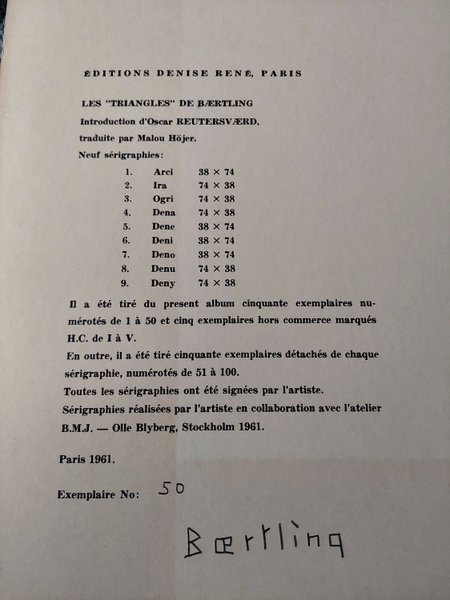 ÉDITIONS DENISE RENÉ, PARIS
LES "TRIANGLES" DE BÆRTLING
Introduction d'Oscar REUTERSVÆRD,
traduite par Malou Höjer.
Neuf sérigraphies:
1. Arci 38 × 74
2. Ira 74 × 38
3. Ogri 74 × 38
4. Dena 74 × 38
5. Dene 38 × 74
6. Deni 38 × 74
7. Deno 38 × 74
8. Denu 74 × 38
9. Deny 74 × 38
Il a été tiré du present album cinquante exemplaires nu-
mérotés de 1 à 50 et cinq exemplaires hors commerce marqués
H.C. de I à V.
En outre, il a été tiré cinquante exemplaires détachés de chaque
sérigraphie, numérotés de 51 à 100.
Toutes les sérigraphies ont été signées par l'artiste.
Sérigraphies réalisées par l'artiste en collaboration avec l'atelier
B.M.J. — Olle Blyberg, Stockholm 1961.
Paris 1961.
Exemplaire No: 50
Bærtling